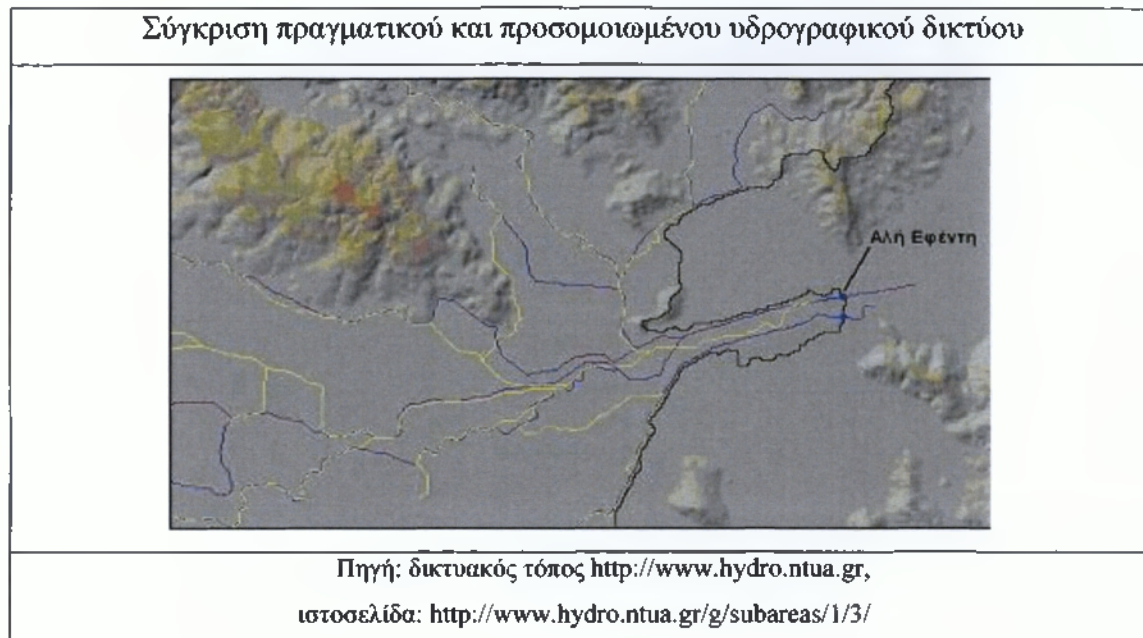 Σύγκριση πραγματικού και προσομοιωμένου υδρογραφικού δικτύου
Αλή Εφέντη
Πηγή: δικτυακός τόπος http://www.hydro.ntua.gr,
ιστοσελίδα: http://www.hydro.ntua.gr/g/subareas/1/3/